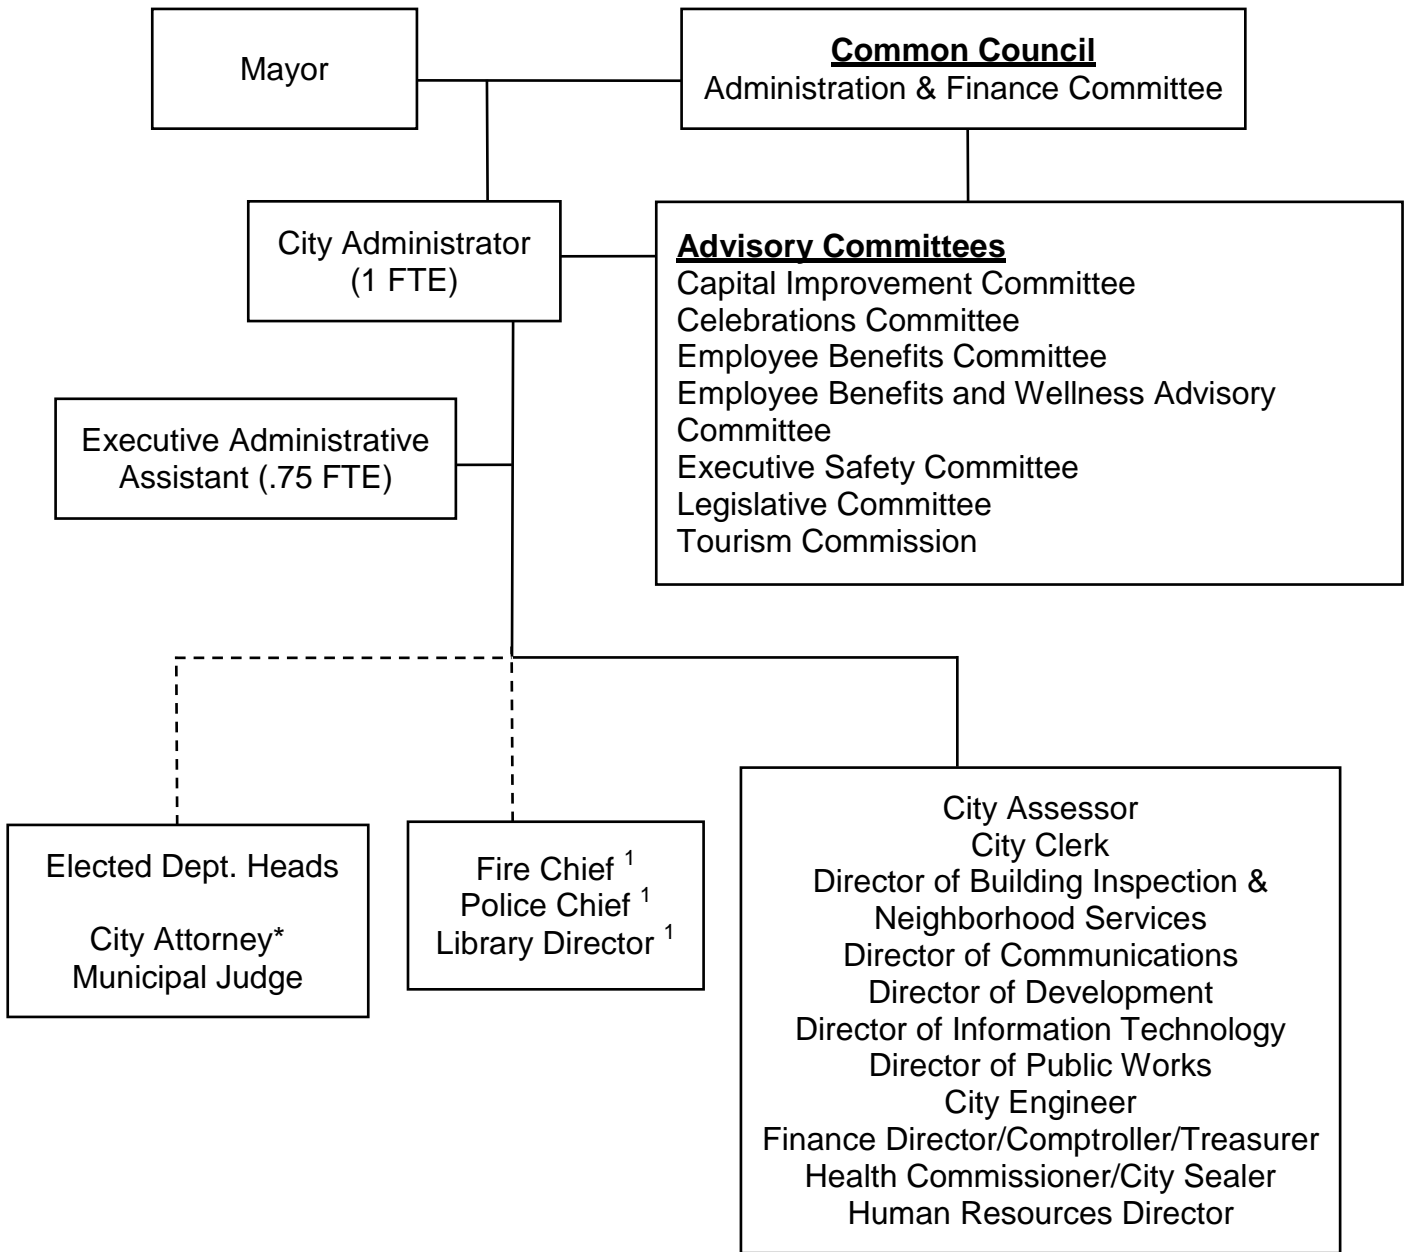 Mayor
Common Council
Administration & Finance Committee
City Administrator
(1 FTE)
Advisory Committees
Capital Improvement Committee
Celebrations Committee
Employee Benefits Committee
Employee Benefits and Wellness Advisory
Committee
Executive Safety Committee
Legislative Committee
Tourism Commission
Executive Administrative
Assistant (.75 FTE)
Elected Dept. Heads
City Attorney*
Municipal Judge
Fire Chief ¹
Police Chief ¹
Library Director ¹
City Assessor
City Clerk
Director of Building Inspection &
Neighborhood Services
Director of Communications
Director of Development
Director of Information Technology
Director of Public Works
City Engineer
Finance Director/Comptroller/Treasurer
Health Commissioner/City Sealer
Human Resources Director